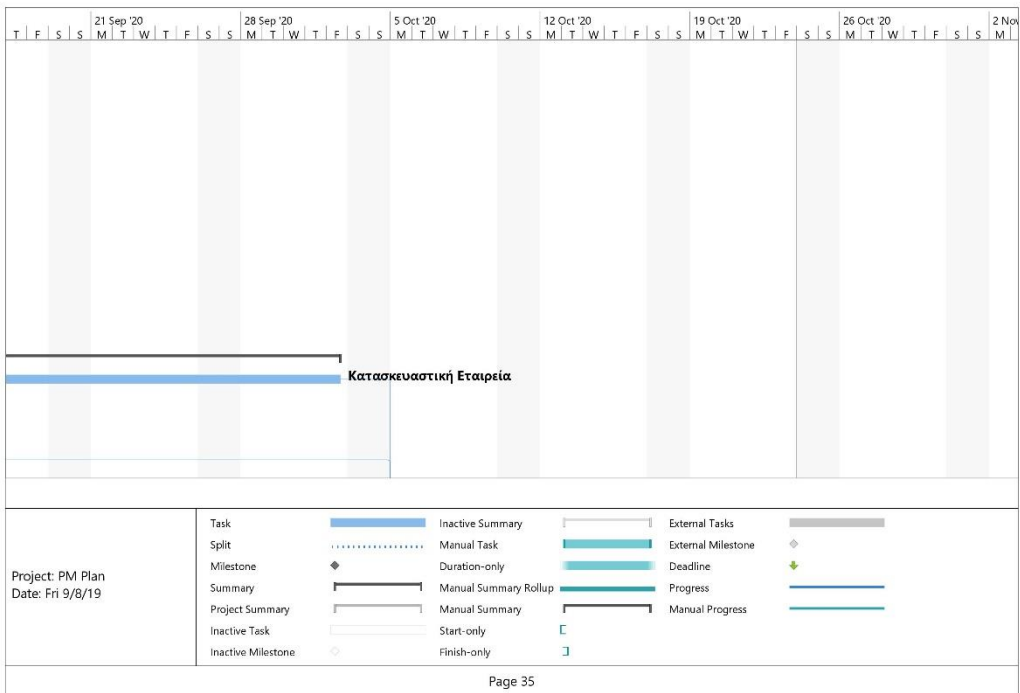 21 Sep '20 28 Sep '20 5 Oct '20 12 Oct '20 19 Oct '20 26 Oct '20 2 Nov
T F S S M T W T F S S M T W T F S S M T W T F S S M T W T F S S M T W T F S S M T W T F S S M
Κατασκευαστική Εταιρεία
Project: PM Plan
Date: Fri 9/8/19
Task
Split
Milestone
Summary
Project Summary
Inactive Task
Inactive Milestone
Inactive Summary
Manual Task
Duration-only
Manual Summary Rollup
Manual Summary
Start-only
Finish-only
External Tasks
External Milestone
Deadline
Progress
Manual Progress
Page 35